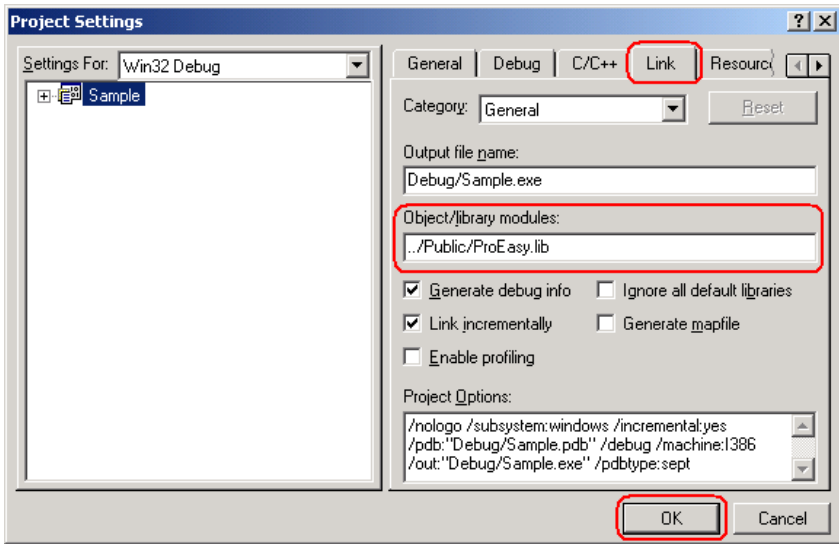 Project Settings
Settings For: Win32 Debug
Sample
General Debug C/C++ Link Resourc
Category: General Reset
Output file name:
Debug/Sample.exe
Object/library modules:
../Public/ProEasy.lib
Generate debug info Ignore all default libraries
Link incrementally Generate mapfile
Enable profiling
Project Options:
/nologo /subsystem:windows /incremental:yes
/pdb:"Debug/Sample.pdb" /debug /machine:I386
/out:"Debug/Sample.exe" /pdbtype:sept
OK Cancel